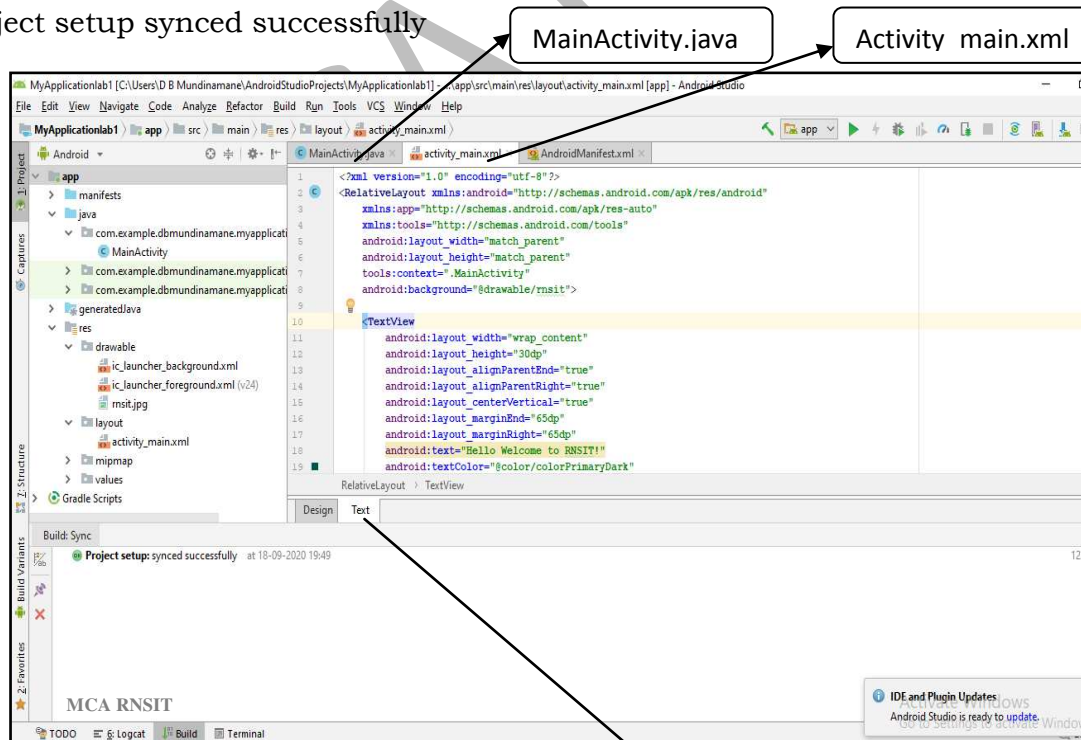 ject setup synced successfully
MainActivity.java
Activity main.xml
MyApplicationlab1 [C:\Users\D B Mundinamane\AndroidStudioProjects\MyApplicationlab1] - ...\app\src\main\res\layout\activity_main.xml [app] - Android Studio
File Edit View Navigate Code Analyze Refactor Build Run Tools VCS Window Help
MyApplicationlab1 app src main res layout activity_main.xml
app
Android
MainActivity.java activity_main.xml AndroidManifest.xml
1: Project
Captures
7: Structure
Build Variants
2: Favorites
app
manifests
java
com.example.dbmundinamane.myapplicati
MainActivity
com.example.dbmundinamane.myapplicati
com.example.dbmundinamane.myapplicati
generatedJava
res
drawable
ic_launcher_background.xml
ic_launcher_foreground.xml (v24)
rnsit.jpg
layout
activity_main.xml
mipmap
values
Gradle Scripts
1 <?xml version="1.0" encoding="utf-8"?>
2 <RelativeLayout xmlns:android="http://schemas.android.com/apk/res/android"
3 xmlns:app="http://schemas.android.com/apk/res-auto"
4 xmlns:tools="http://schemas.android.com/tools"
5 android:layout_width="match_parent"
6 android:layout_height="match_parent"
7 tools:context=".MainActivity"
8 android:background="@drawable/rnsit">
9
10 <TextView
11 android:layout_width="wrap_content"
12 android:layout_height="30dp"
13 android:layout_alignParentEnd="true"
14 android:layout_alignParentRight="true"
15 android:layout_centerVertical="true"
16 android:layout_marginEnd="65dp"
17 android:layout_marginRight="65dp"
18 android:text="Hello Welcome to RNSIT!"
19 android:textColor="@color/colorPrimaryDark"
RelativeLayout TextView
Design Text
Build: Sync
Project setup: synced successfully at 18-09-2020 19:49
12
MCA RNSIT
IDE and Plugin Updates
Android Studio is ready to update.
Activate Windows
Go to Settings to activate Window
TODO 6: Logcat Build Terminal